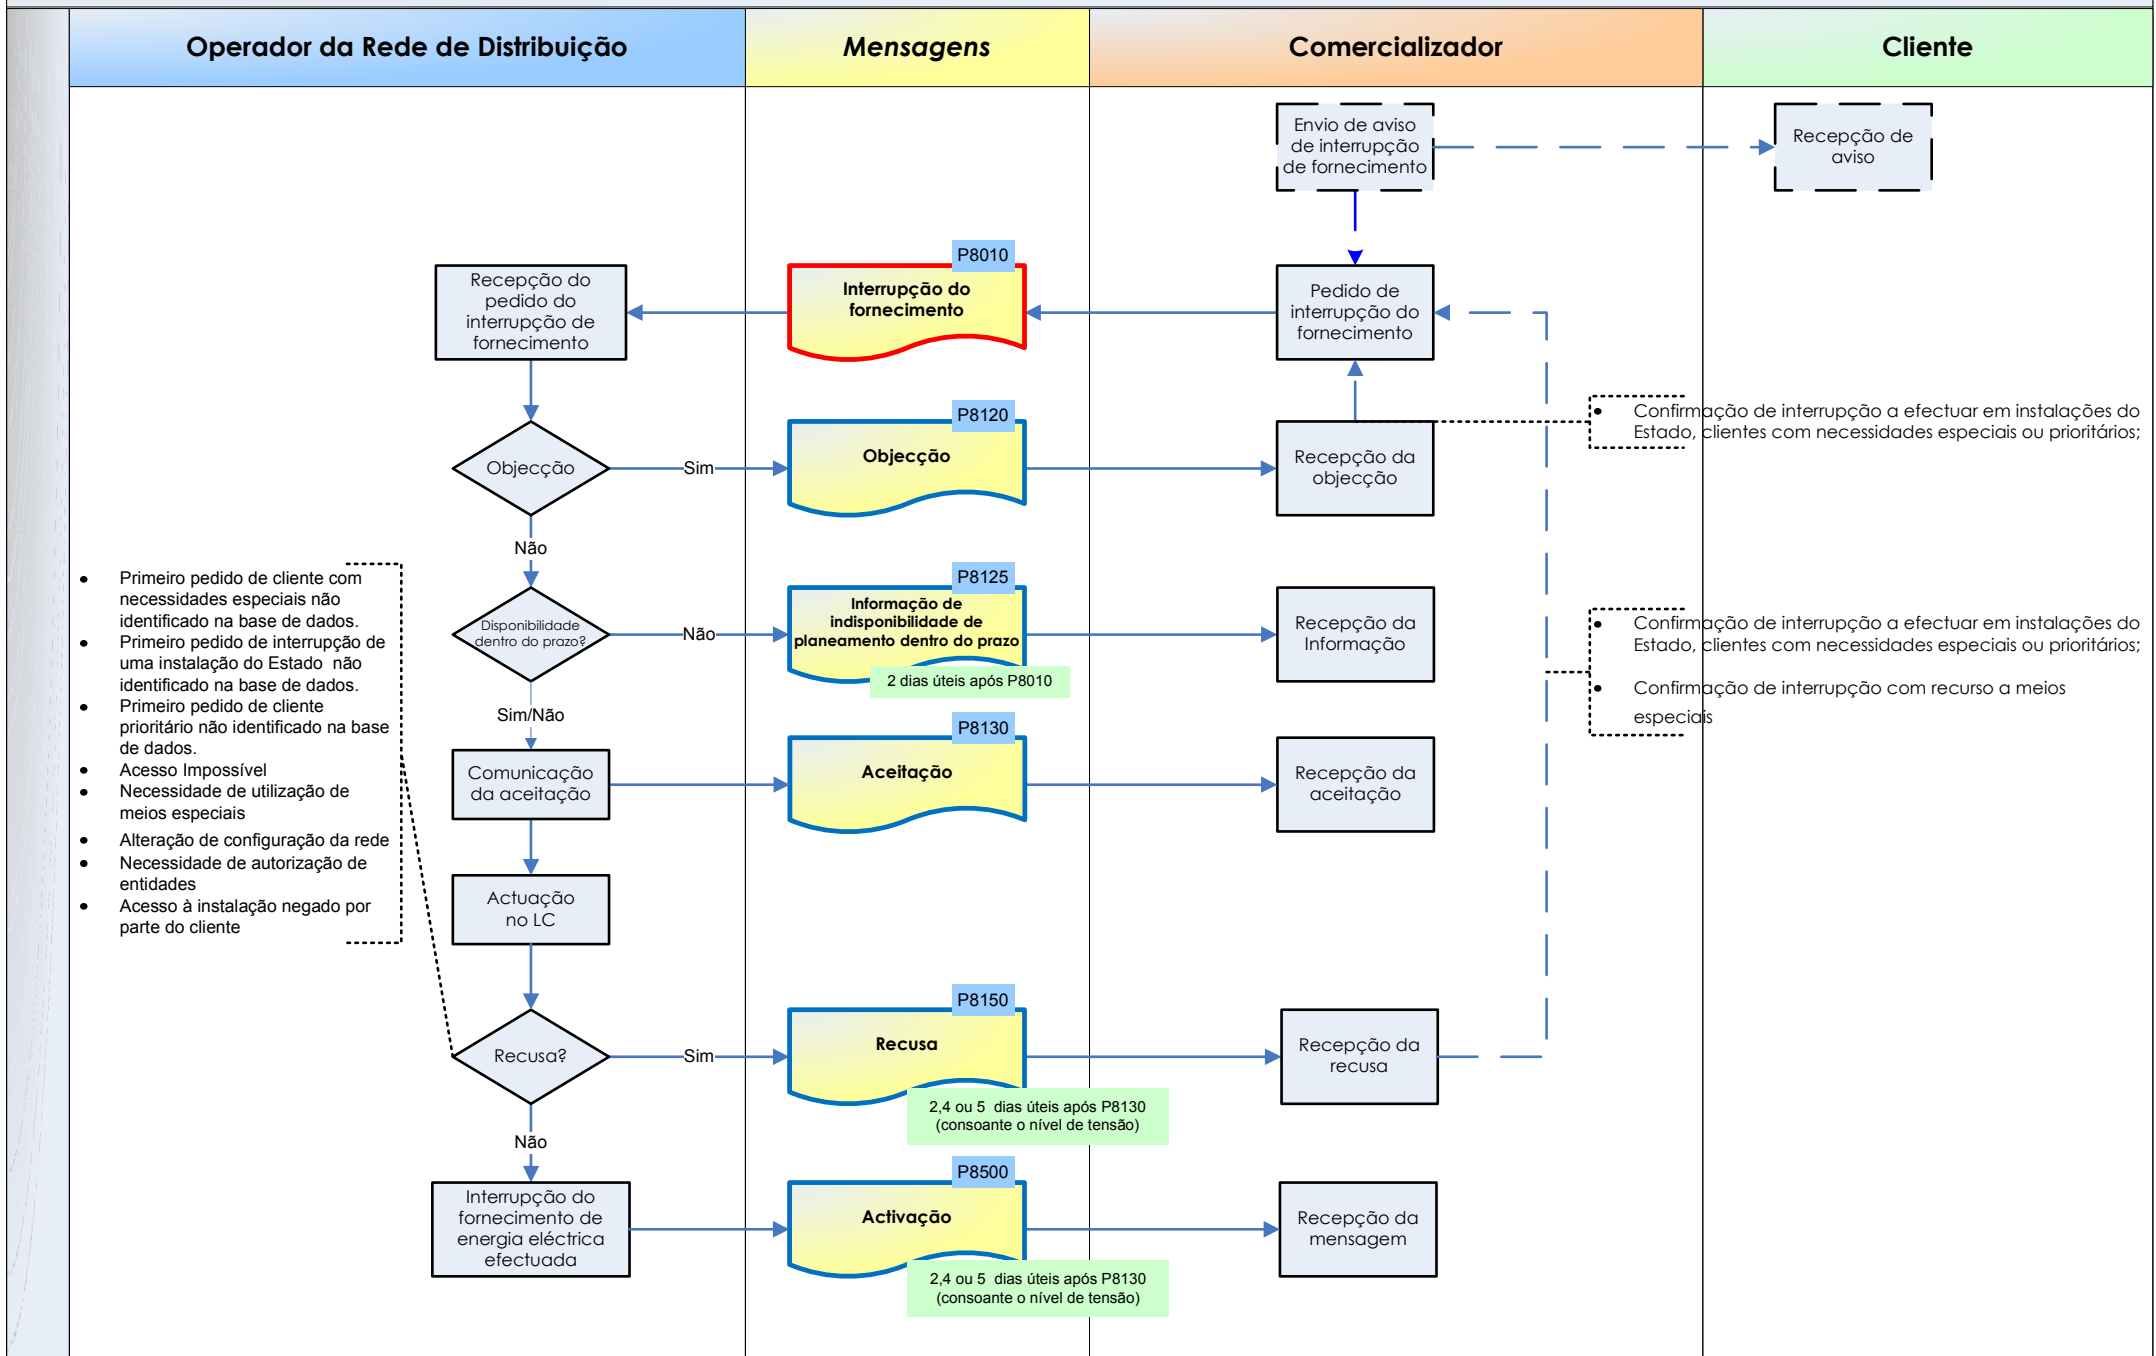 Operador da Rede de Distribuição
Mensagens
Comercializador
Cliente
Envio de aviso
de interrupção
de fornecimento
Recepção de
aviso
P8010
Recepção do
pedido do
interrupção de
fornecimento
Interrupção do
fornecimento
Pedido de
interrupção do
fornecimento
P8120
Objecção
Sim
Objecção
Recepção da
objecção
• Confirmação de interrupção a efectuar em instalações do
Estado, clientes com necessidades especiais ou prioritários;
Não
P8125
Disponibilidade
dentro do prazo?
Não
Informação de
indisponibilidade de
planeamento dentro do prazo
2 dias úteis após P8010
Recepção da
Informação
• Confirmação de interrupção a efectuar em instalações do
Estado, clientes com necessidades especiais ou prioritários;
• Confirmação de interrupção com recurso a meios
especiais
• Primeiro pedido de cliente com
necessidades especiais não
identificado na base de dados.
• Primeiro pedido de interrupção de
uma instalação do Estado não
identificado na base de dados.
• Primeiro pedido de cliente
prioritário não identificado na base
de dados.
• Acesso Impossível
• Necessidade de utilização de
meios especiais
• Alteração de configuração da rede
• Necessidade de autorização de
entidades
• Acesso à instalação negado por
parte do cliente
Sim/Não
P8130
Comunicação
da aceitação
Aceitação
Recepção da
aceitação
Actuação
no LC
P8150
Recusa?
Sim
Recusa
2,4 ou 5 dias úteis após P8130
(consoante o nível de tensão)
Recepção da
recusa
Não
P8500
Interrupção do
fornecimento de
energia eléctrica
efectuada
Activação
2,4 ou 5 dias úteis após P8130
(consoante o nível de tensão)
Recepção da
mensagem